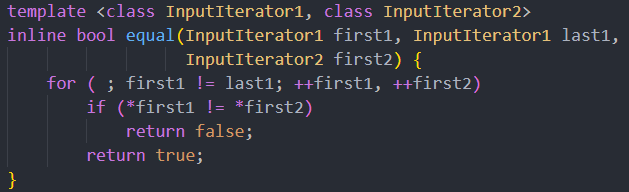 template <class InputIterator1, class InputIterator2>
inline bool equal(InputIterator1 first1, InputIterator1 last1,
                  InputIterator2 first2) {
    for ( ; first1 != last1; ++first1, ++first2)
        if (*first1 != *first2)
            return false;
        return true;
}